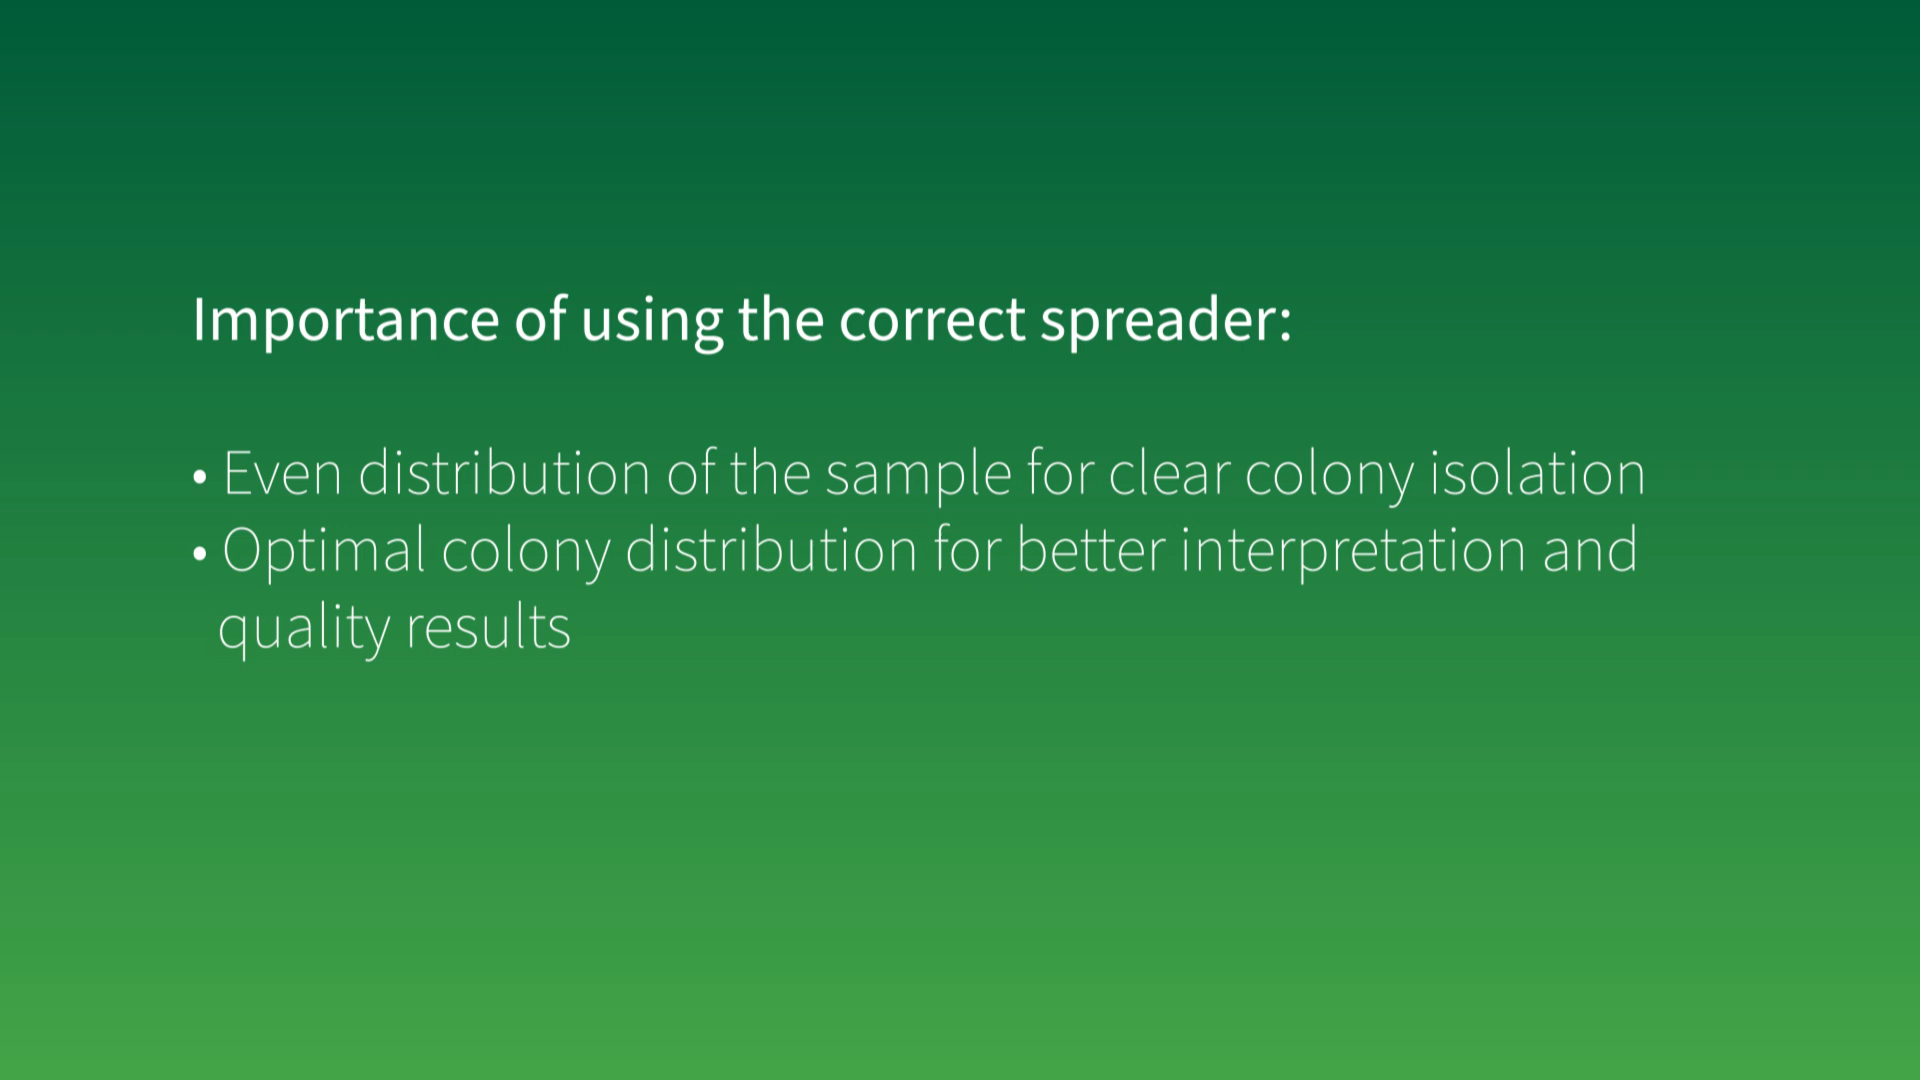 Importance of using the correct spreader:
• Even distribution of the sample for clear colony isolation
• Optimal colony distribution for better interpretation and
quality results